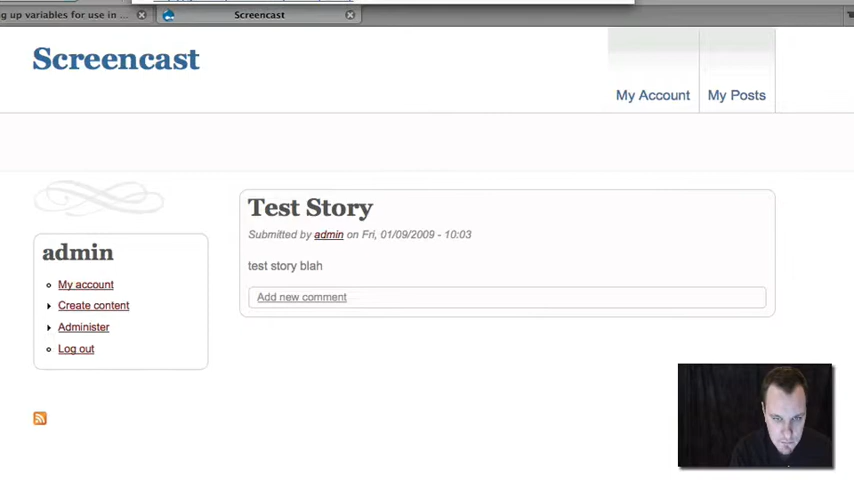 g up variables for use in ...
Screencast
Screencast
My Account
My Posts
Test Story
Submitted by admin on Fri, 01/09/2009 - 10:03
test story blah
Add new comment
admin
My account
Create content
Administer
Log out